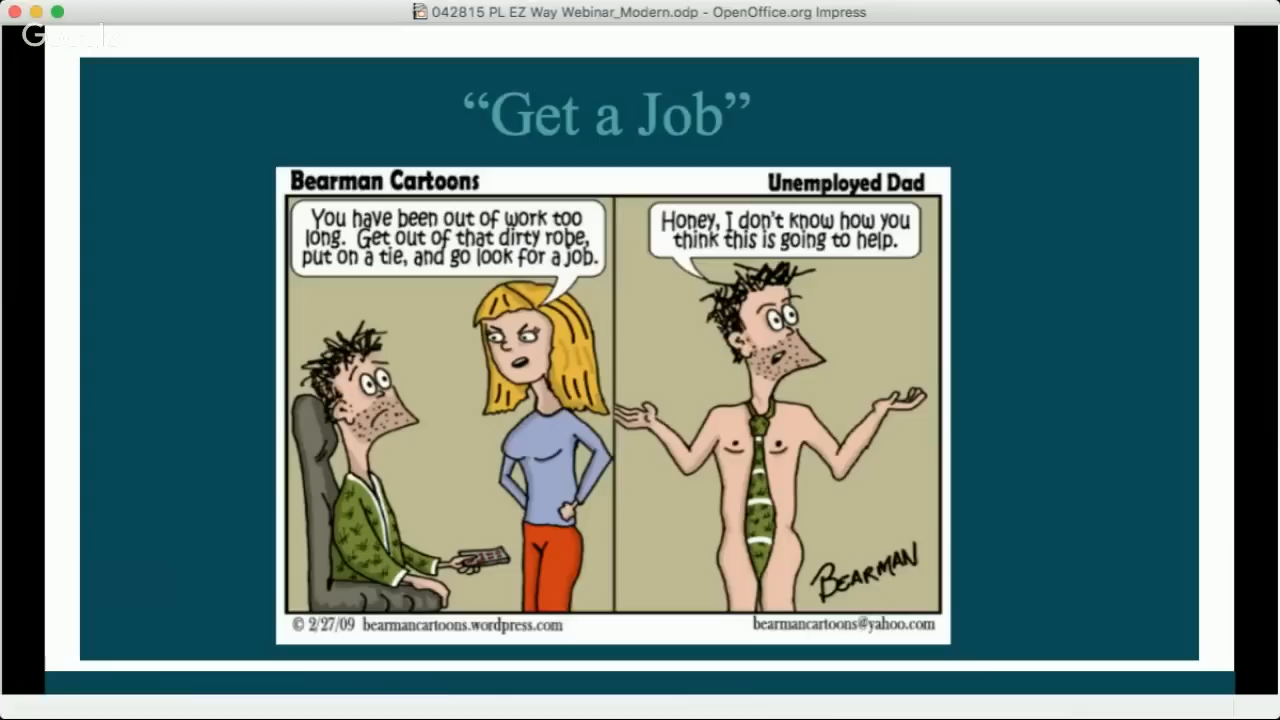 042815 PL EZ Way Webinar_Modern.odp - OpenOffice.org Impress
Google
“Get a Job”
Bearman Cartoons
Unemployed Dad
You have been out of work too
long. Get out of that dirty robe,
put on a tie, and go look for a job.
Honey, I don't know how you
think this is going to help.
BEARMAN
© 2/27/09 bearmancartoons.wordpress.com
bearmancartoons@yahoo.com